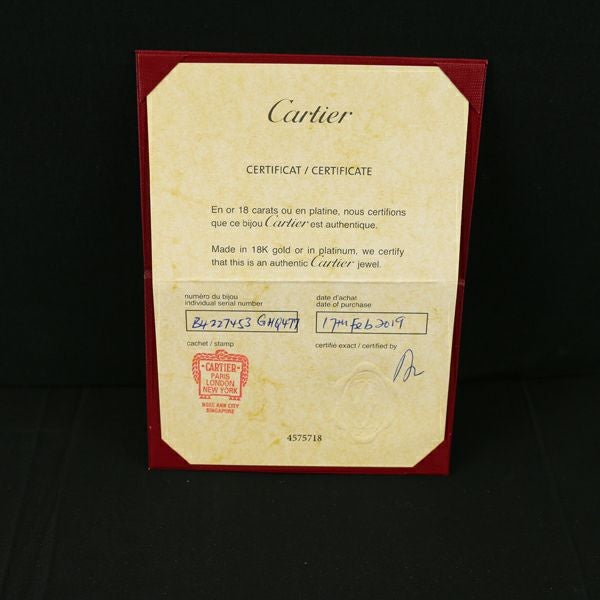 Cartier
CERTIFICAT / CERTIFICATE
En or 18 carats ou en platine, nous certifions
que ce bijou Cartier est authentique.
Made in 18K gold or in platinum, we certify
that this is an authentic Cartier jewel.
numéro du bijou
individual serial number
B4227453 GHQ477
date d'achat
date of purchase
17TH Feb 2019
cachet / stamp
CARTIER
PARIS
LONDON
NEW YORK
NGEE ANN CITY
SINGAPORE
certifié exact / certified by
4575718